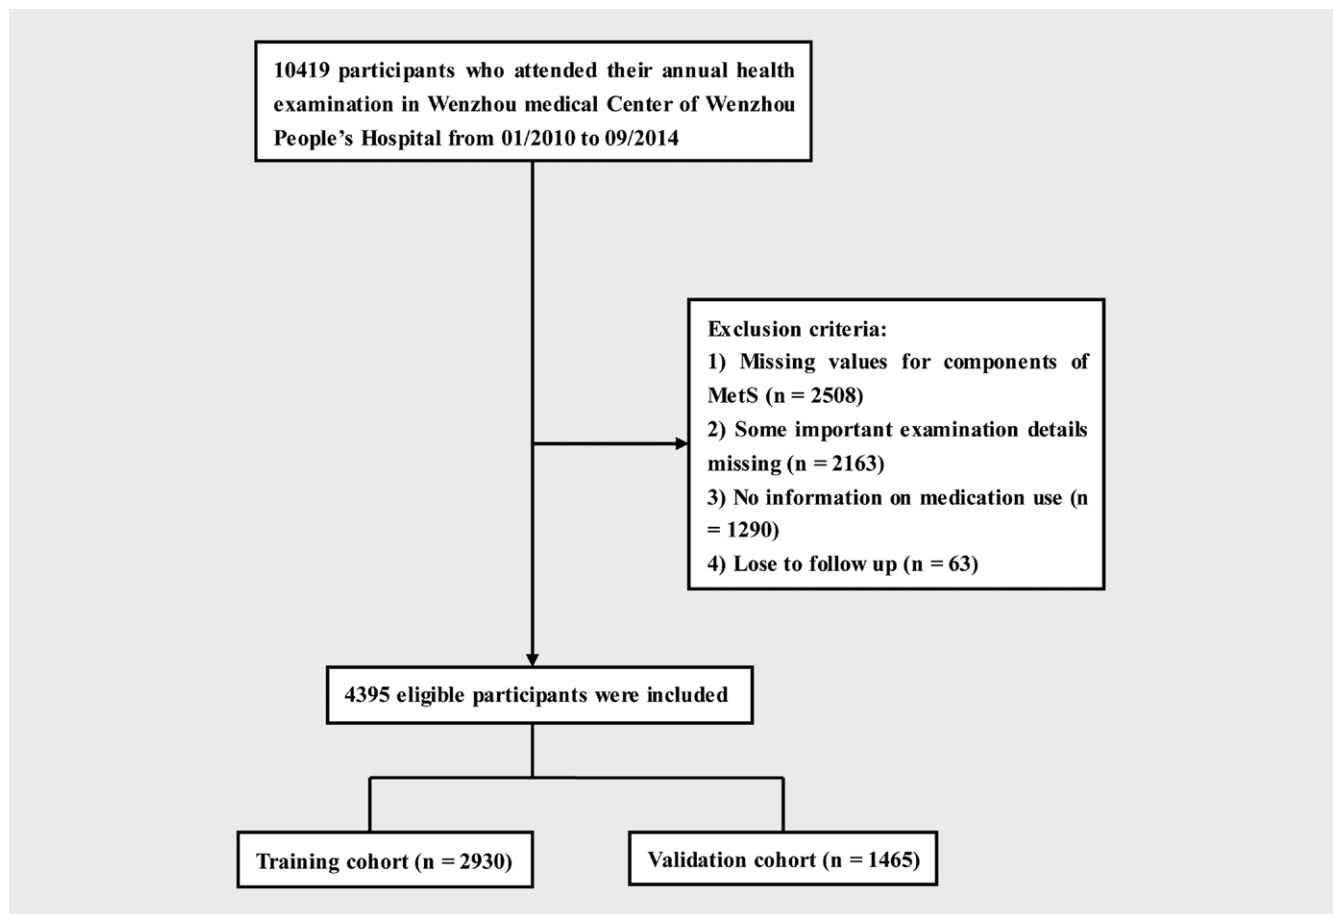 10419 participants who attended their annual health
examination in Wenzhou medical Center of Wenzhou
People’s Hospital from 01/2010 to 09/2014
Exclusion criteria:
1) Missing values for components of
MetS (n = 2508)
2) Some important examination details
missing (n = 2163)
3) No information on medication use (n
= 1290)
4) Lose to follow up (n = 63)
4395 eligible participants were included
Training cohort (n = 2930)
Validation cohort (n = 1465)